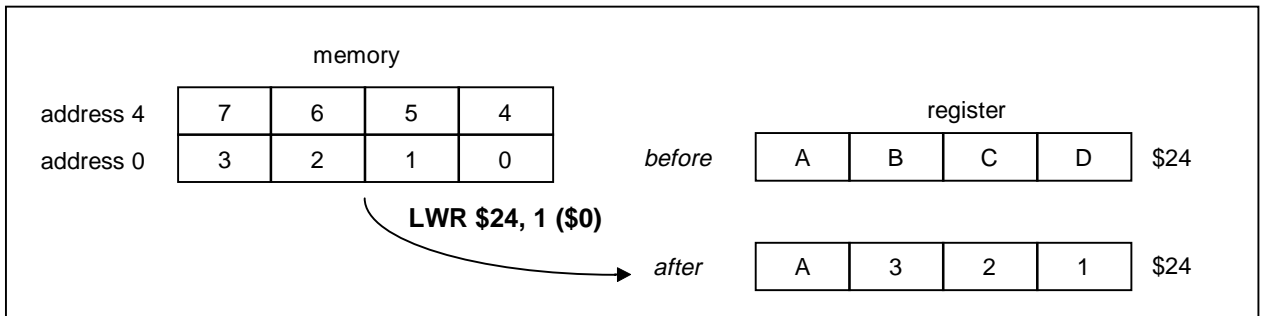 memory
address 4 7 6 5 4
address 0 3 2 1 0
register
before A B C D $24
LWR $24, 1 ($0)
after A 3 2 1 $24